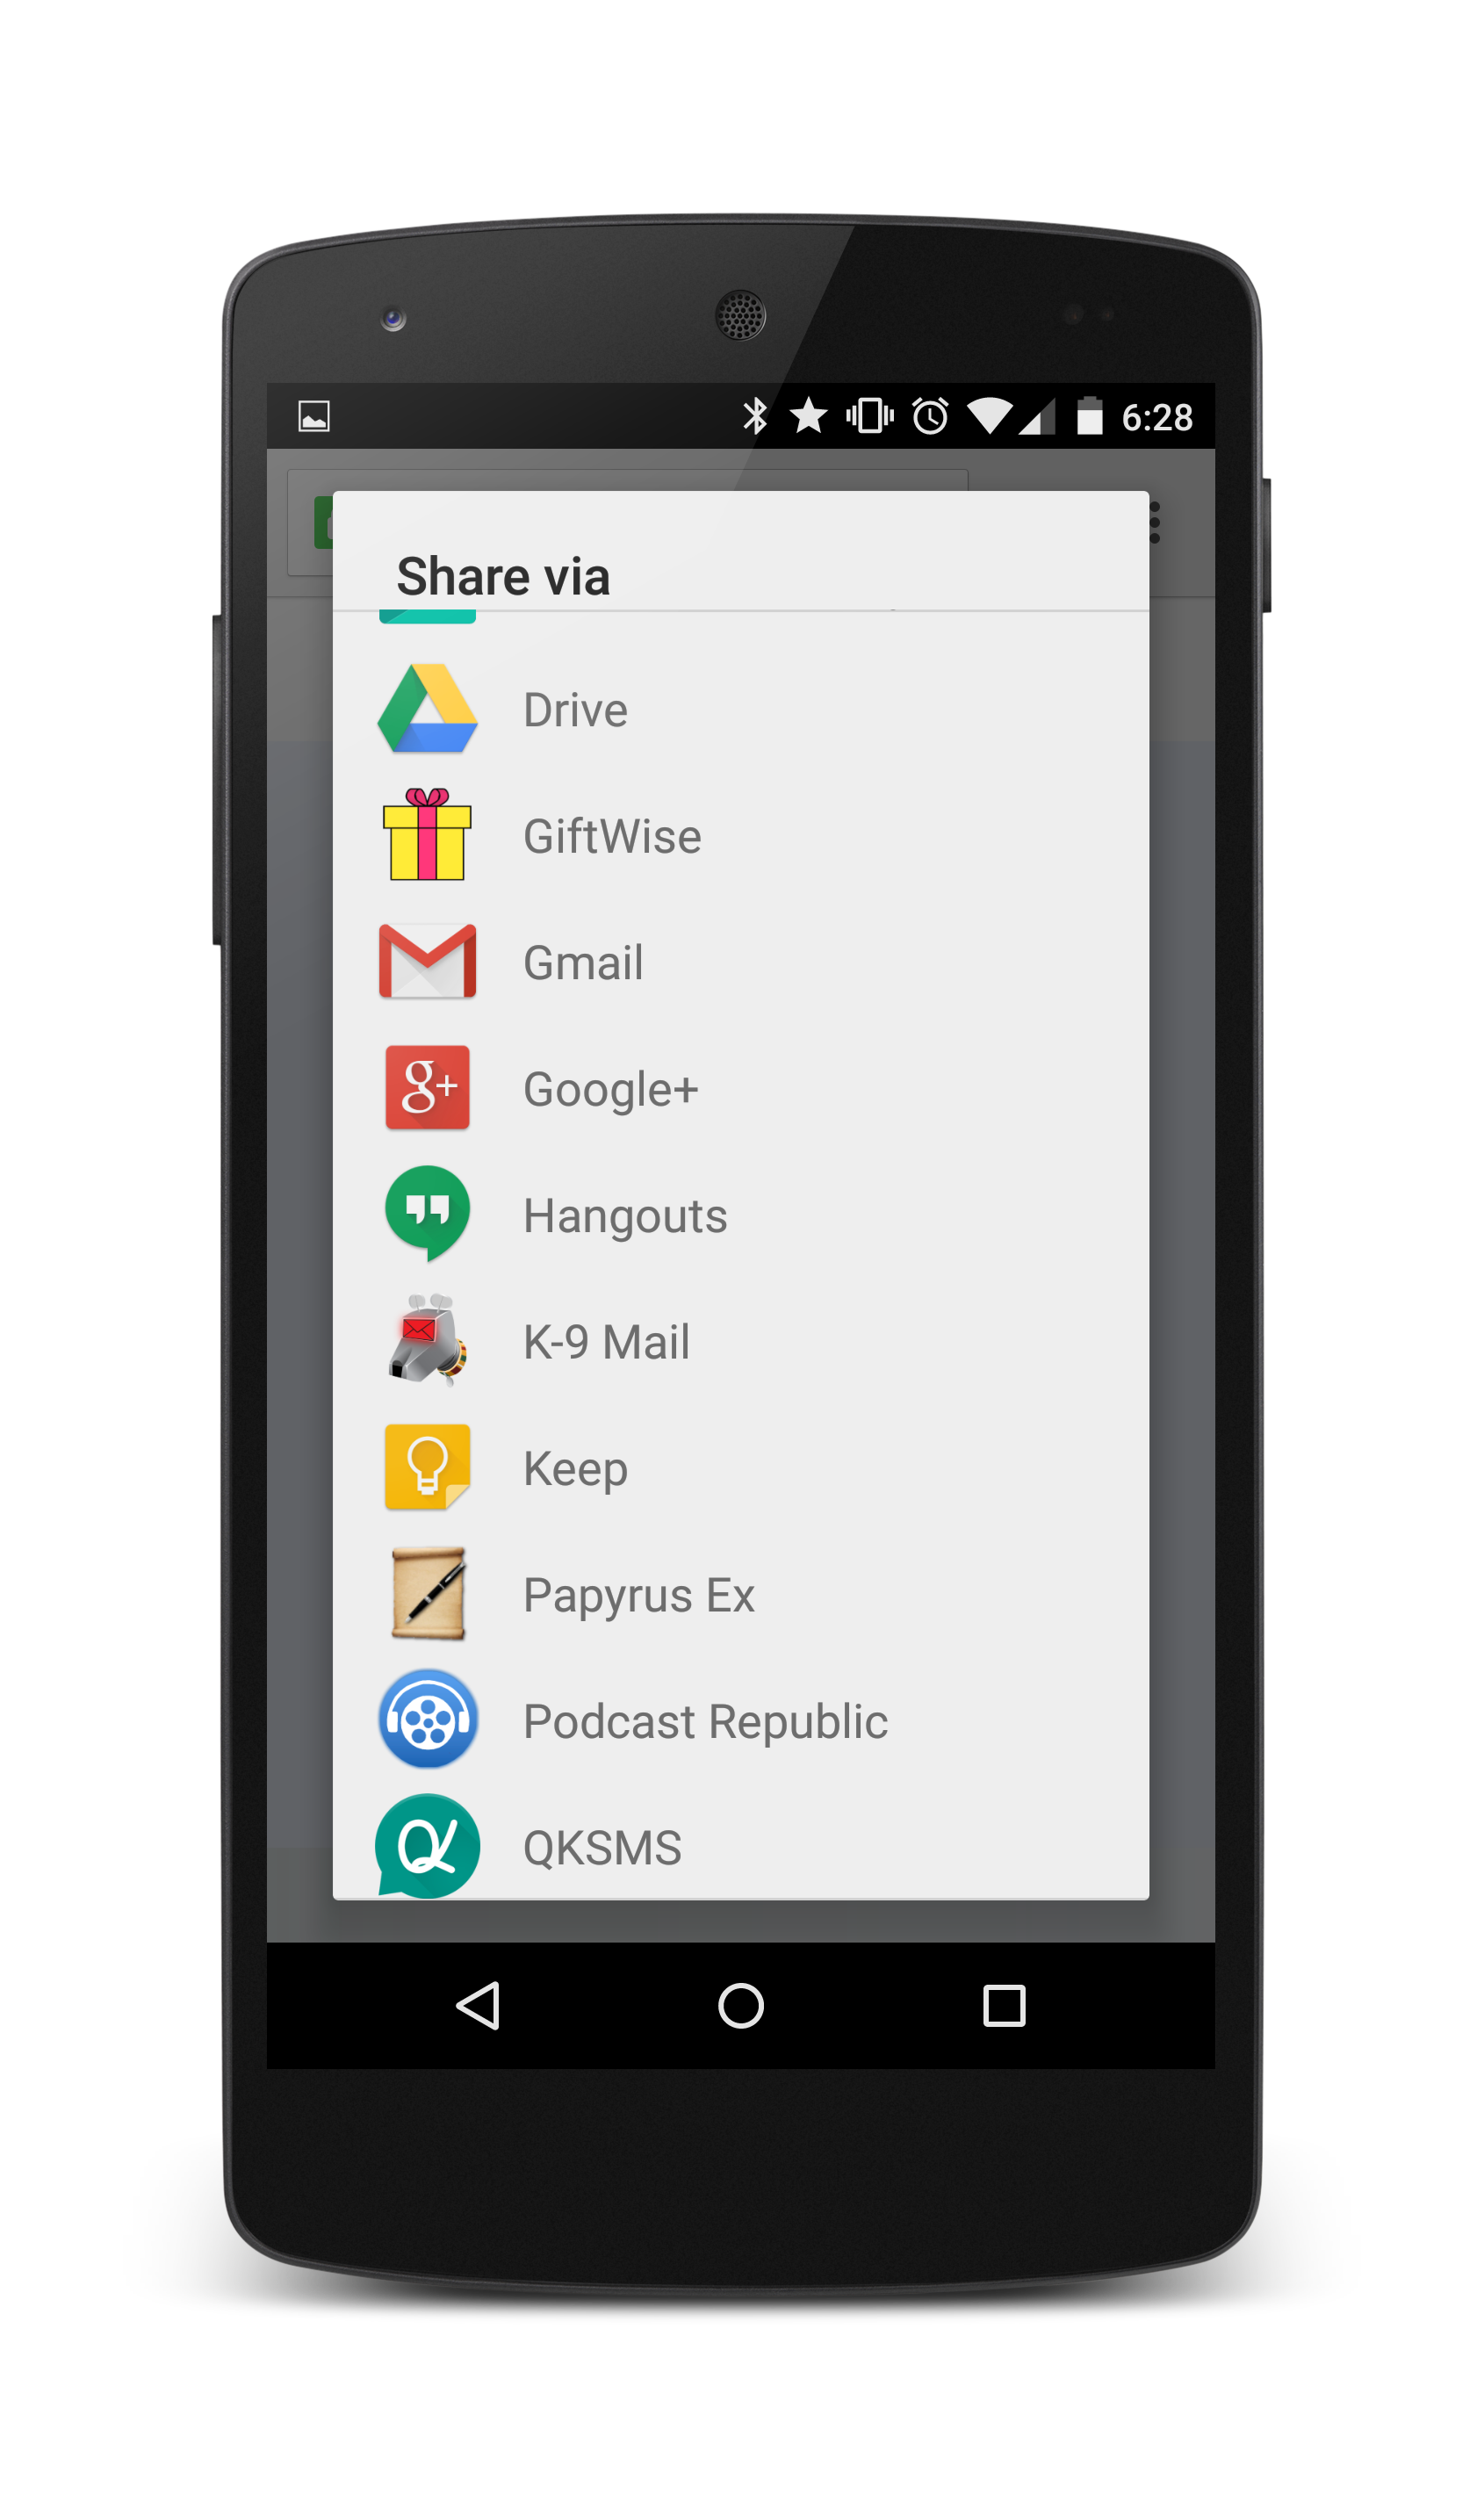 6:28
Share via
Drive
GiftWise
Gmail
g+
Google+
Hangouts
K-9 Mail
Keep
Papyrus Ex
Podcast Republic
QKSMS